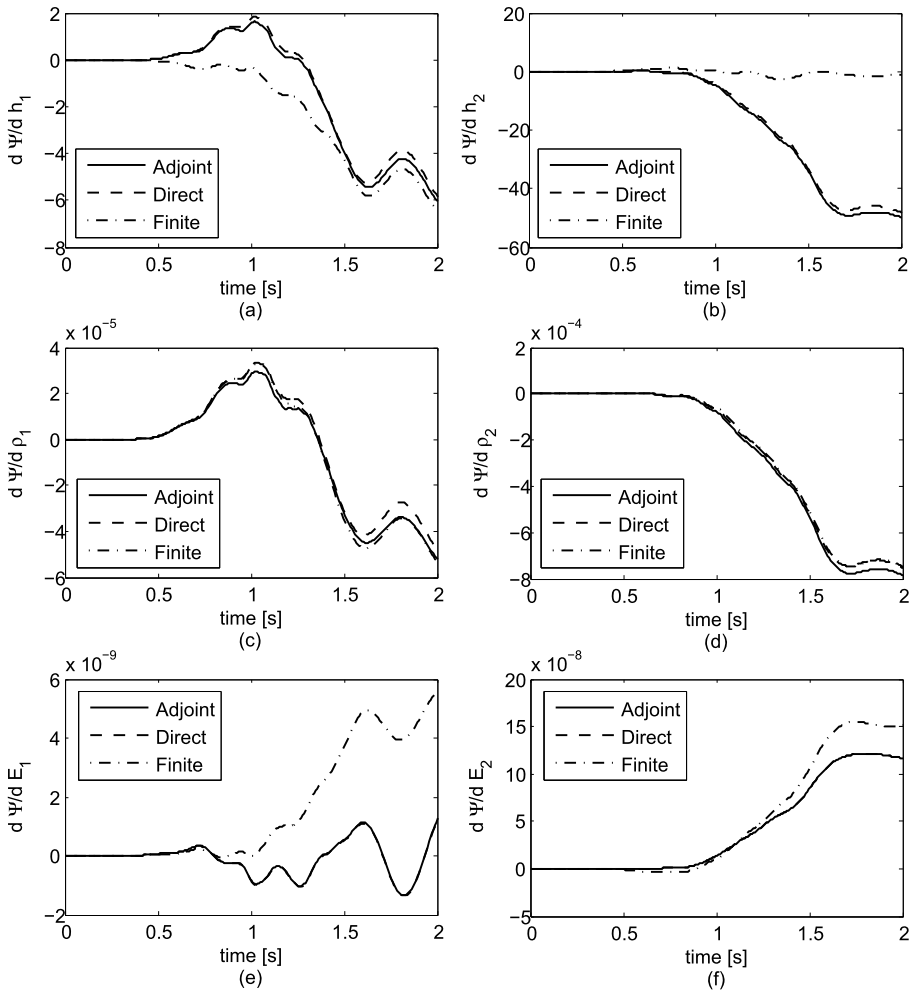 2
0
−2
−4
−6
−8
d Ψ/d h1
Adjoint
Direct
Finite
0 0.5 1 1.5 2
time [s]
(a)
20
0
−20
−40
−60
d Ψ/d h2
Adjoint
Direct
Finite
0 0.5 1 1.5 2
time [s]
(b)
x 10−5
4
2
0
−2
−4
−6
d Ψ/d ρ1
Adjoint
Direct
Finite
0 0.5 1 1.5 2
time [s]
(c)
x 10−4
2
0
−2
−4
−6
−8
d Ψ/d ρ2
Adjoint
Direct
Finite
0 0.5 1 1.5 2
time [s]
(d)
x 10−9
6
4
2
0
−2
d Ψ/d E1
Adjoint
Direct
Finite
0 0.5 1 1.5 2
time [s]
(e)
x 10−8
20
15
10
5
0
−5
d Ψ/d E2
Adjoint
Direct
Finite
0 0.5 1 1.5 2
time [s]
(f)